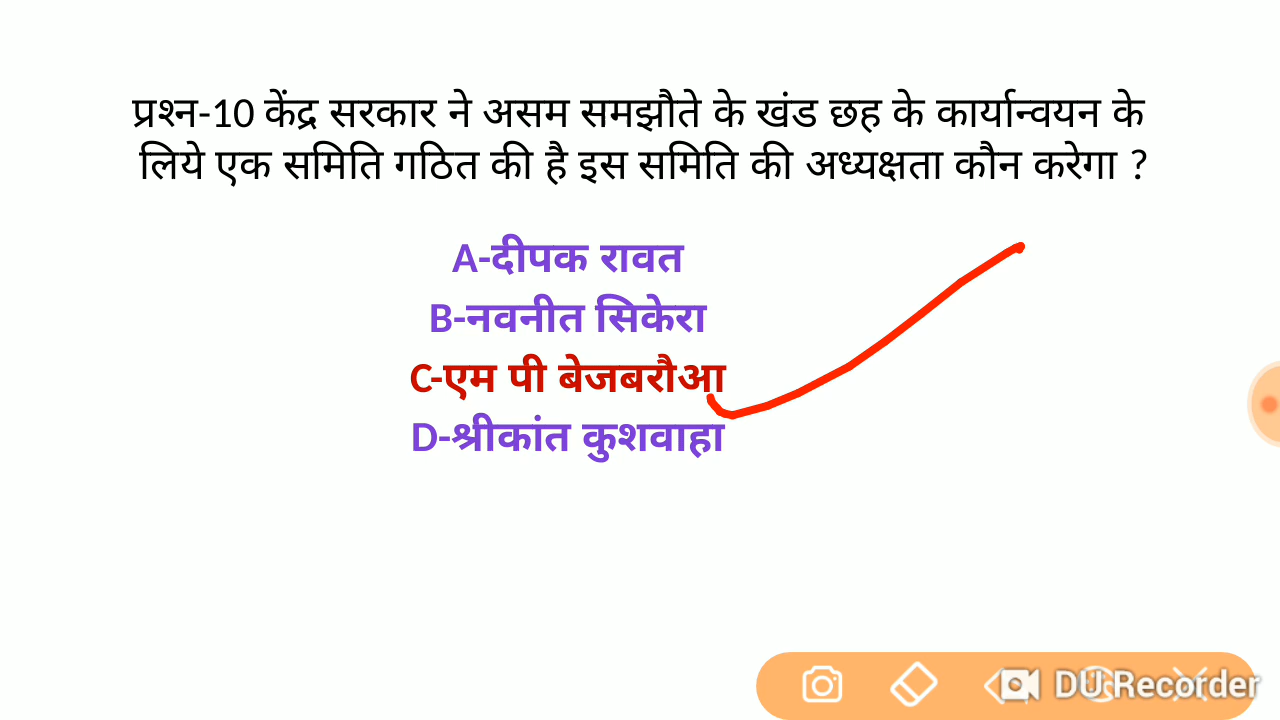 प्रश्न-10 केंद्र सरकार ने असम समझौते के खंड छह के कार्यान्वयन के
लिये एक समिति गठित की है इस समिति की अध्यक्षता कौन करेगा ?
A-दीपक रावत
B-नवनीत सिकेरा
C-एम पी बेजबरौआ
D-श्रीकांत कुशवाहा
DU Recorder